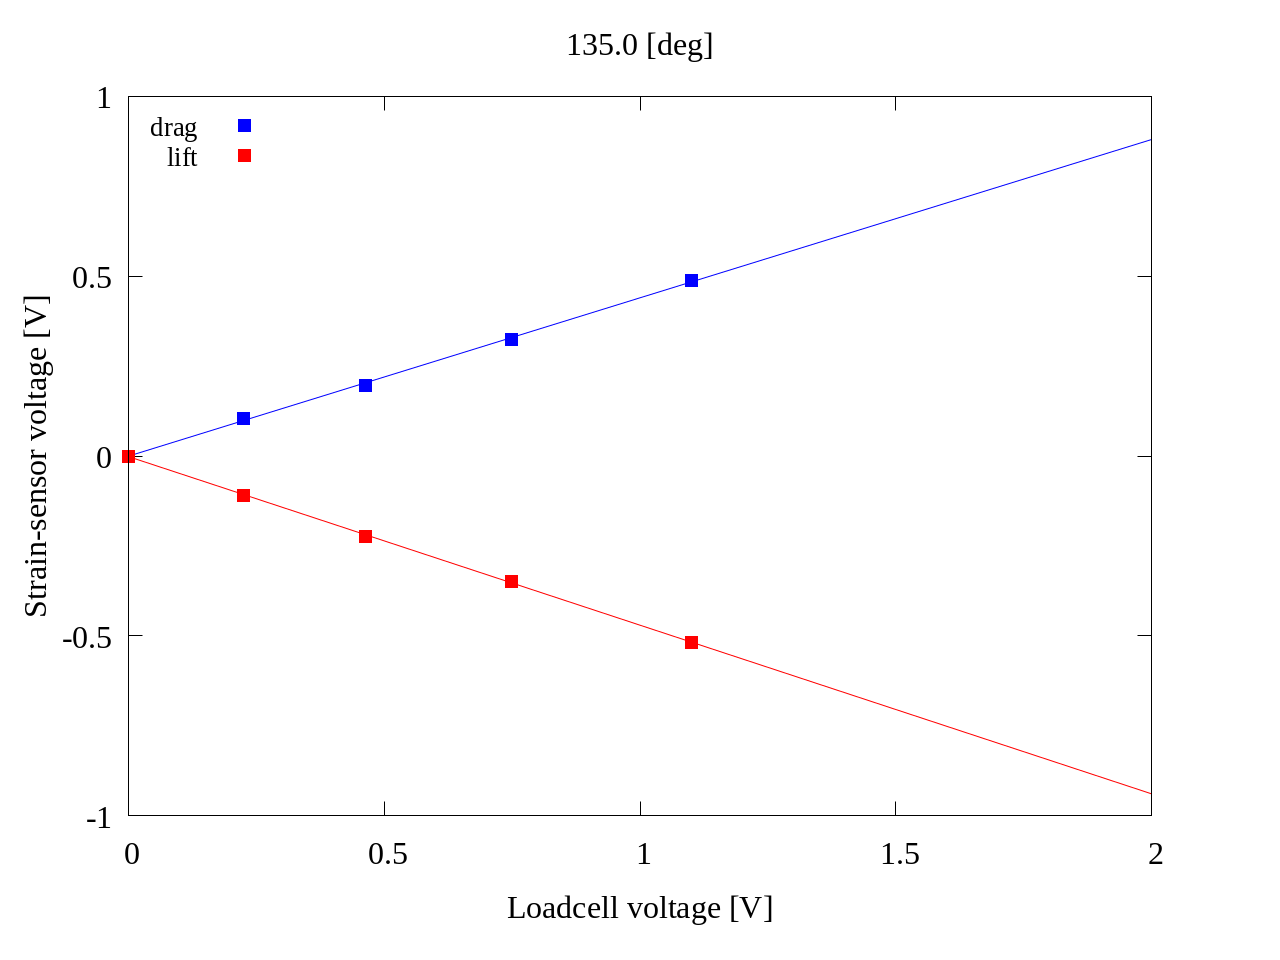 135.0 [deg]
drag
lift
1
0.5
0
-0.5
-1
Strain-sensor voltage [V]
0 0.5 1 1.5 2
Loadcell voltage [V]